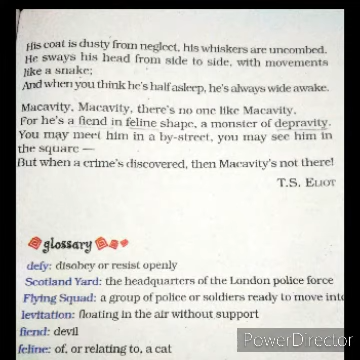 His coat is dusty from neglect, his whiskers are uncombed.
He sways his head from side to side, with movements
like a snake;
And when you think he's half asleep, he's always wide awake.
Macavity, Macavity, there's no one like Macavity,
For he's a fiend in feline shape, a monster of depravity.
You may meet him in a by-street, you may see him in
the square —
But when a crime's discovered, then Macavity's not there!
T.S. ELIOT
glossary
defy: disobey or resist openly
Scotland Yard: the headquarters of the London police force
Flying Squad: a group of police or soldiers ready to move into
levitation: floating in the air without support
fiend: devil
feline: of, or relating to, a cat
PowerDirector